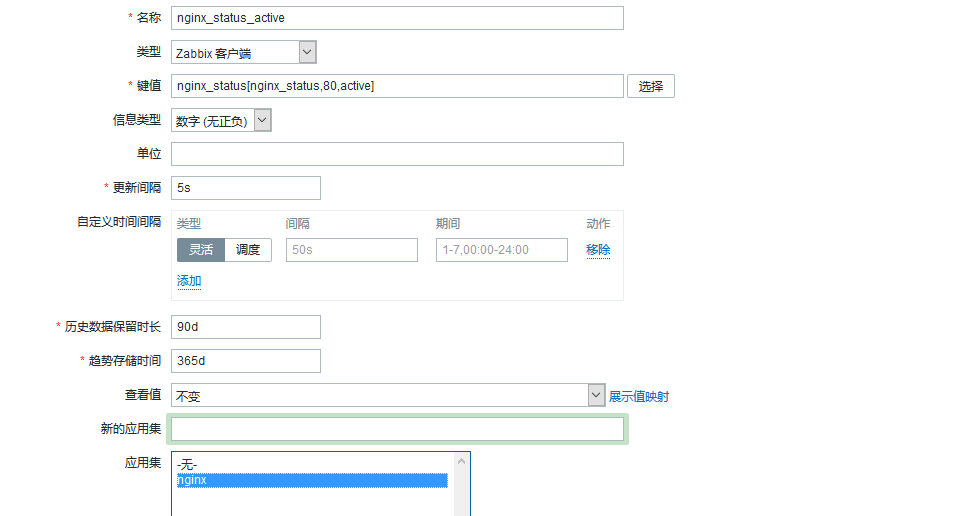 * 名称 nginx_status_active
类型 Zabbix 客户端
* 键值 nginx_status[nginx_status,80,active] 选择
信息类型 数字 (无正负)
单位
* 更新间隔 5s
自定义时间间隔 类型 间隔 期间 动作
灵活 调度 50s 1-7,00:00-24:00 移除
添加
* 历史数据保留时长 90d
* 趋势存储时间 365d
查看值 不变 展示值映射
新的应用集
应用集 -无-
nginx